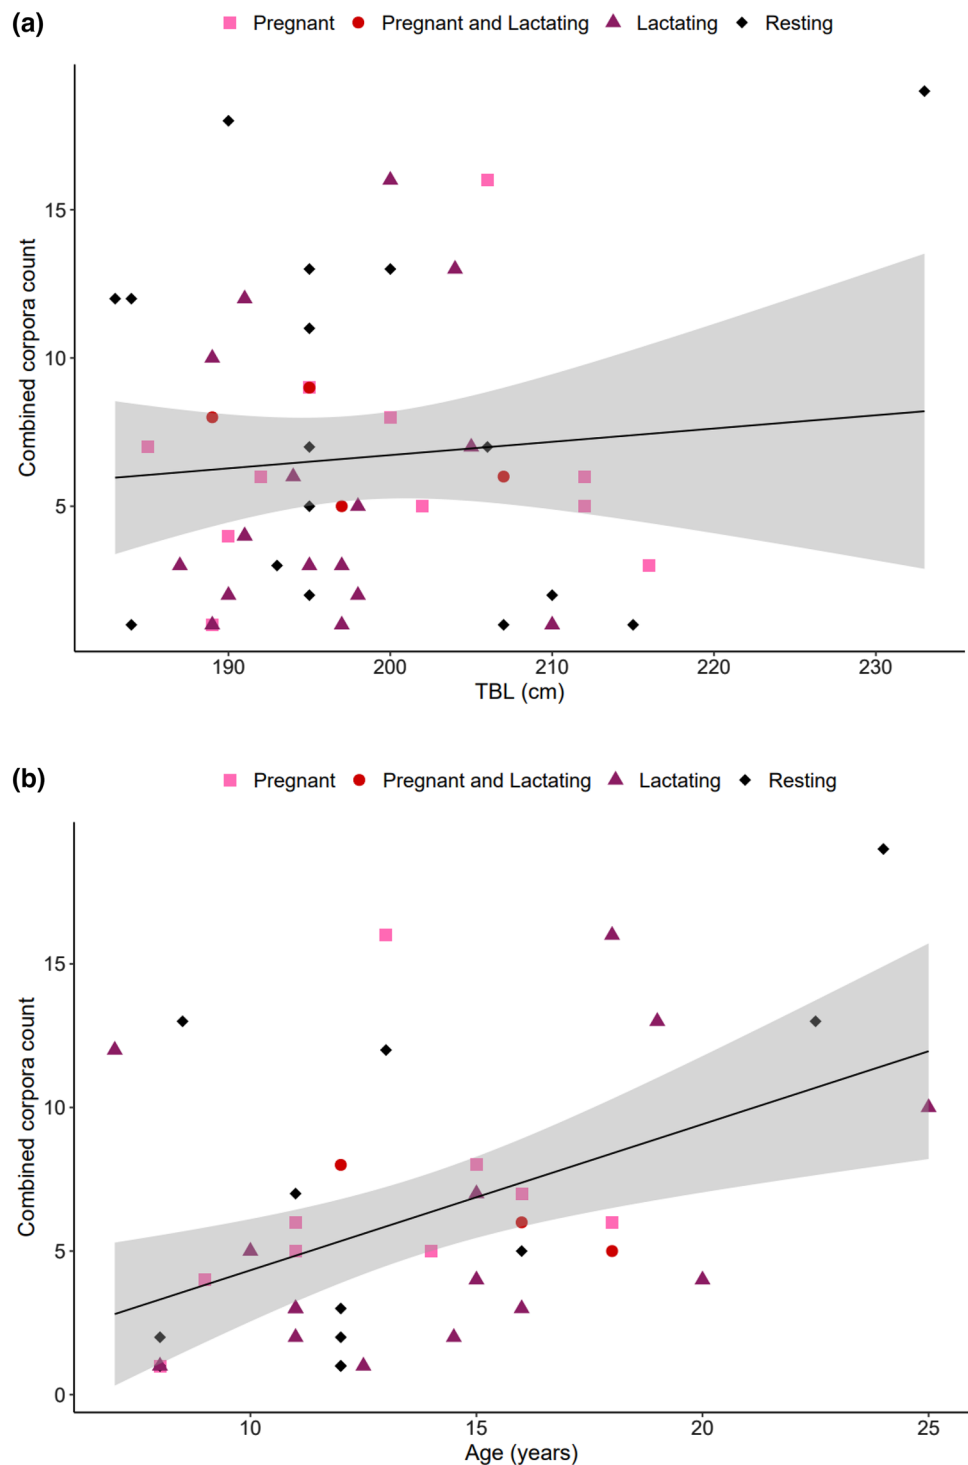 (a)
Pregnant Pregnant and Lactating Lactating Resting
Combined corpora count
15
10
5
190 200 210 220 230
TBL (cm)
(b)
Pregnant Pregnant and Lactating Lactating Resting
Combined corpora count
15
10
5
0
10 15 20 25
Age (years)